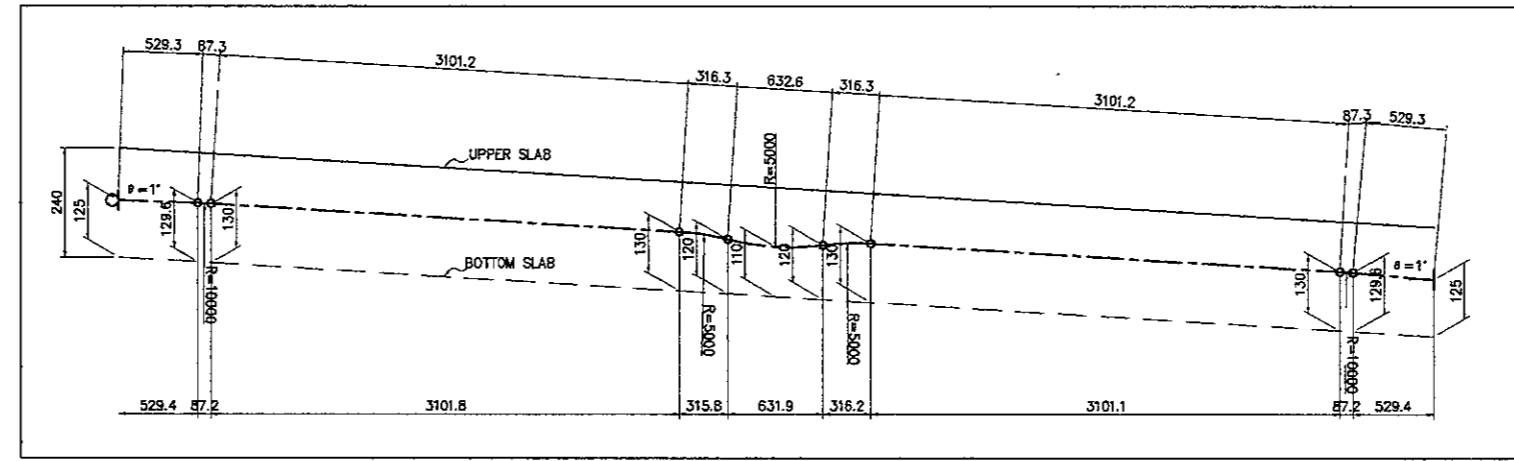 529.3 87.3 3101.2 316.3 632.6 316.3 3101.2 87.3 529.3
UPPER SLAB
R=5000
240 125 θ=1° 129.6 130
130 120 110 120 130
130 129.6 θ=1° 125
BOTTOM SLAB
R=10000
R=5000
R=5000
R=10000
529.4 87.2 3101.8 315.8 631.9 316.2 3101.1 87.2 529.4